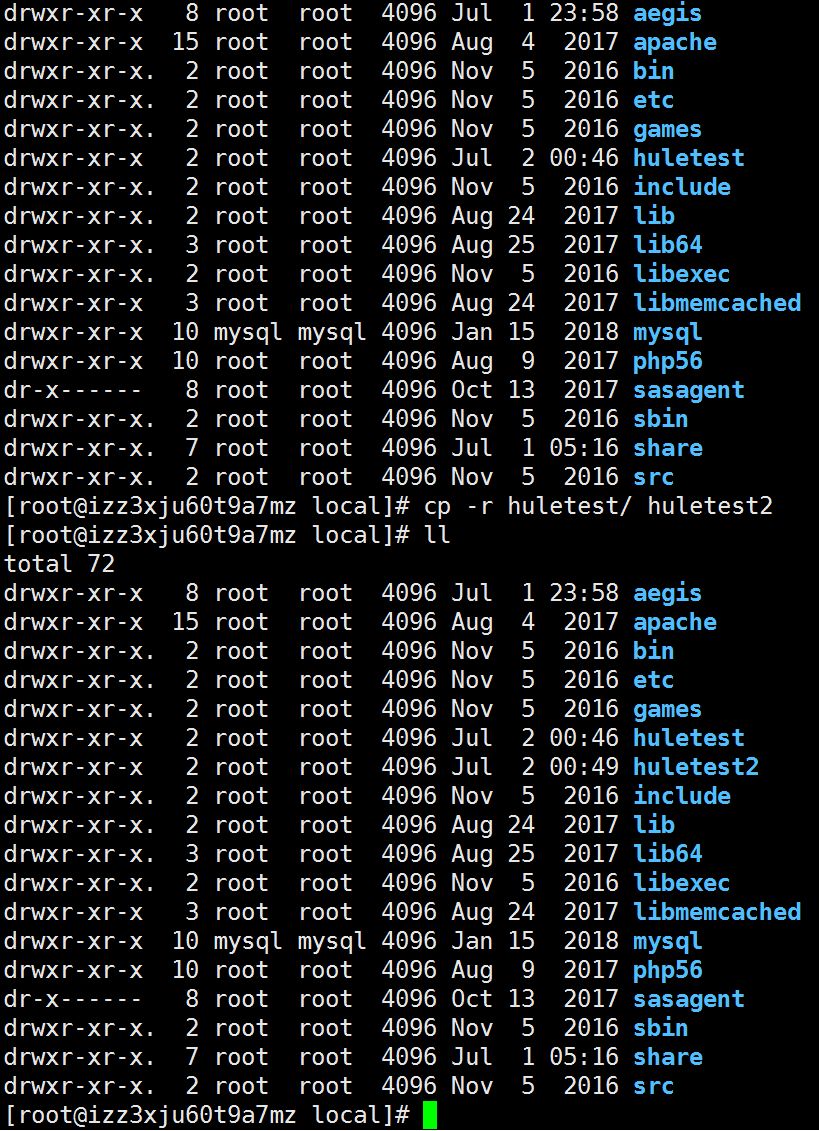 drwxr-xr-x   8 root  root  4096 Jul  1 23:58 aegis
drwxr-xr-x  15 root  root  4096 Aug  4  2017 apache
drwxr-xr-x.  2 root  root  4096 Nov  5  2016 bin
drwxr-xr-x.  2 root  root  4096 Nov  5  2016 etc
drwxr-xr-x.  2 root  root  4096 Nov  5  2016 games
drwxr-xr-x   2 root  root  4096 Jul  2 00:46 huletest
drwxr-xr-x.  2 root  root  4096 Nov  5  2016 include
drwxr-xr-x.  2 root  root  4096 Aug 24  2017 lib
drwxr-xr-x.  3 root  root  4096 Aug 25  2017 lib64
drwxr-xr-x.  2 root  root  4096 Nov  5  2016 libexec
drwxr-xr-x   3 root  root  4096 Aug 24  2017 libmemcached
drwxr-xr-x  10 mysql mysql 4096 Jan 15  2018 mysql
drwxr-xr-x  10 root  root  4096 Aug  9  2017 php56
dr-x------   8 root  root  4096 Oct 13  2017 sasagent
drwxr-xr-x.  2 root  root  4096 Nov  5  2016 sbin
drwxr-xr-x.  7 root  root  4096 Jul  1 05:16 share
drwxr-xr-x.  2 root  root  4096 Nov  5  2016 src
[root@izz3xju60t9a7mz local]# cp -r huletest/ huletest2
[root@izz3xju60t9a7mz local]# ll
total 72
drwxr-xr-x   8 root  root  4096 Jul  1 23:58 aegis
drwxr-xr-x  15 root  root  4096 Aug  4  2017 apache
drwxr-xr-x.  2 root  root  4096 Nov  5  2016 bin
drwxr-xr-x.  2 root  root  4096 Nov  5  2016 etc
drwxr-xr-x.  2 root  root  4096 Nov  5  2016 games
drwxr-xr-x   2 root  root  4096 Jul  2 00:46 huletest
drwxr-xr-x   2 root  root  4096 Jul  2 00:49 huletest2
drwxr-xr-x.  2 root  root  4096 Nov  5  2016 include
drwxr-xr-x.  2 root  root  4096 Aug 24  2017 lib
drwxr-xr-x.  3 root  root  4096 Aug 25  2017 lib64
drwxr-xr-x.  2 root  root  4096 Nov  5  2016 libexec
drwxr-xr-x   3 root  root  4096 Aug 24  2017 libmemcached
drwxr-xr-x  10 mysql mysql 4096 Jan 15  2018 mysql
drwxr-xr-x  10 root  root  4096 Aug  9  2017 php56
dr-x------   8 root  root  4096 Oct 13  2017 sasagent
drwxr-xr-x.  2 root  root  4096 Nov  5  2016 sbin
drwxr-xr-x.  7 root  root  4096 Jul  1 05:16 share
drwxr-xr-x.  2 root  root  4096 Nov  5  2016 src
[root@izz3xju60t9a7mz local]#